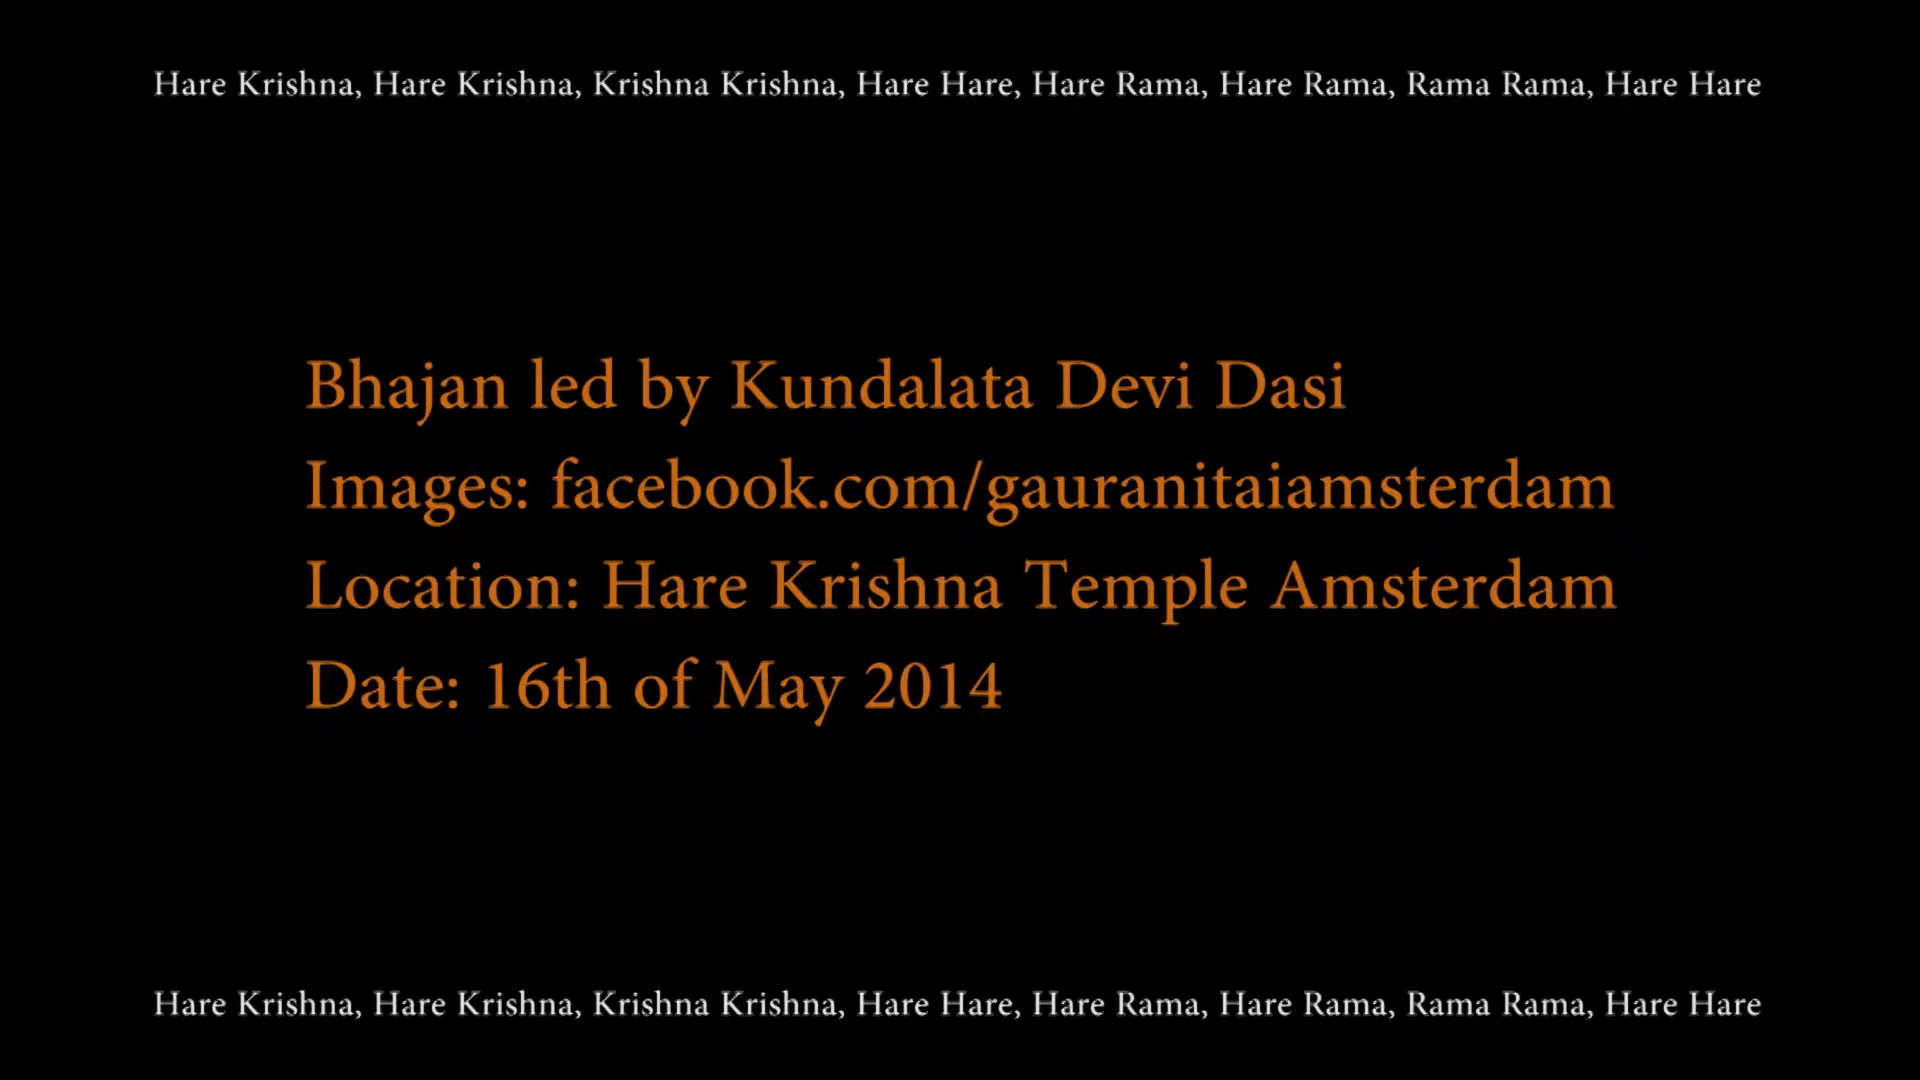 Hare Krishna, Hare Krishna, Krishna Krishna, Hare Hare, Hare Rama, Hare Rama, Rama Rama, Hare Hare
Bhajan led by Kundalata Devi Dasi
Images: facebook.com/gauranitaiamsterdam
Location: Hare Krishna Temple Amsterdam
Date: 16th of May 2014
Hare Krishna, Hare Krishna, Krishna Krishna, Hare Hare, Hare Rama, Hare Rama, Rama Rama, Hare Hare